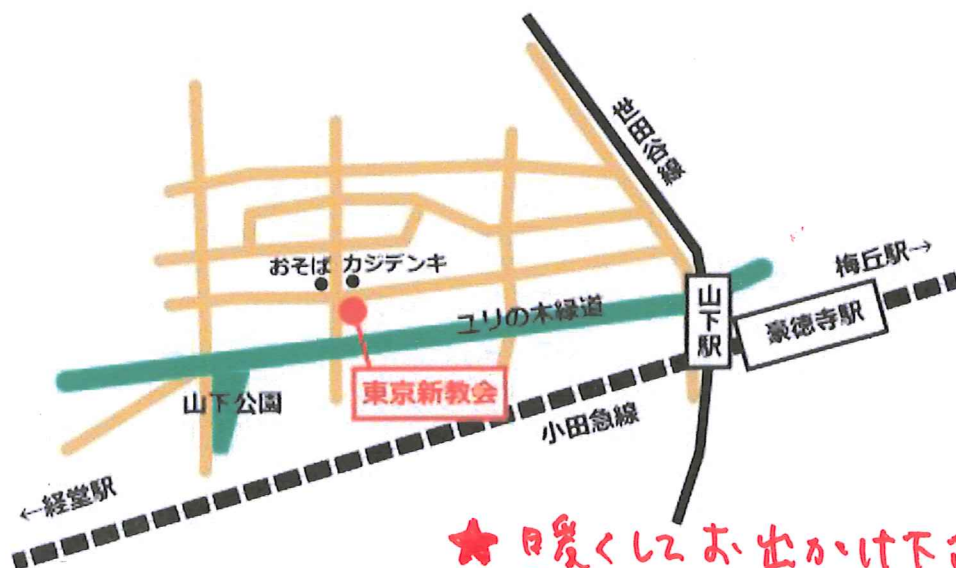 世田谷線
梅丘駅→
おそば カジデンキ
山下駅
豪徳寺駅
ユリの木緑道
東京新教会
山下公園
小田急線
←経堂駅
★暖くしてお出かけ下さ